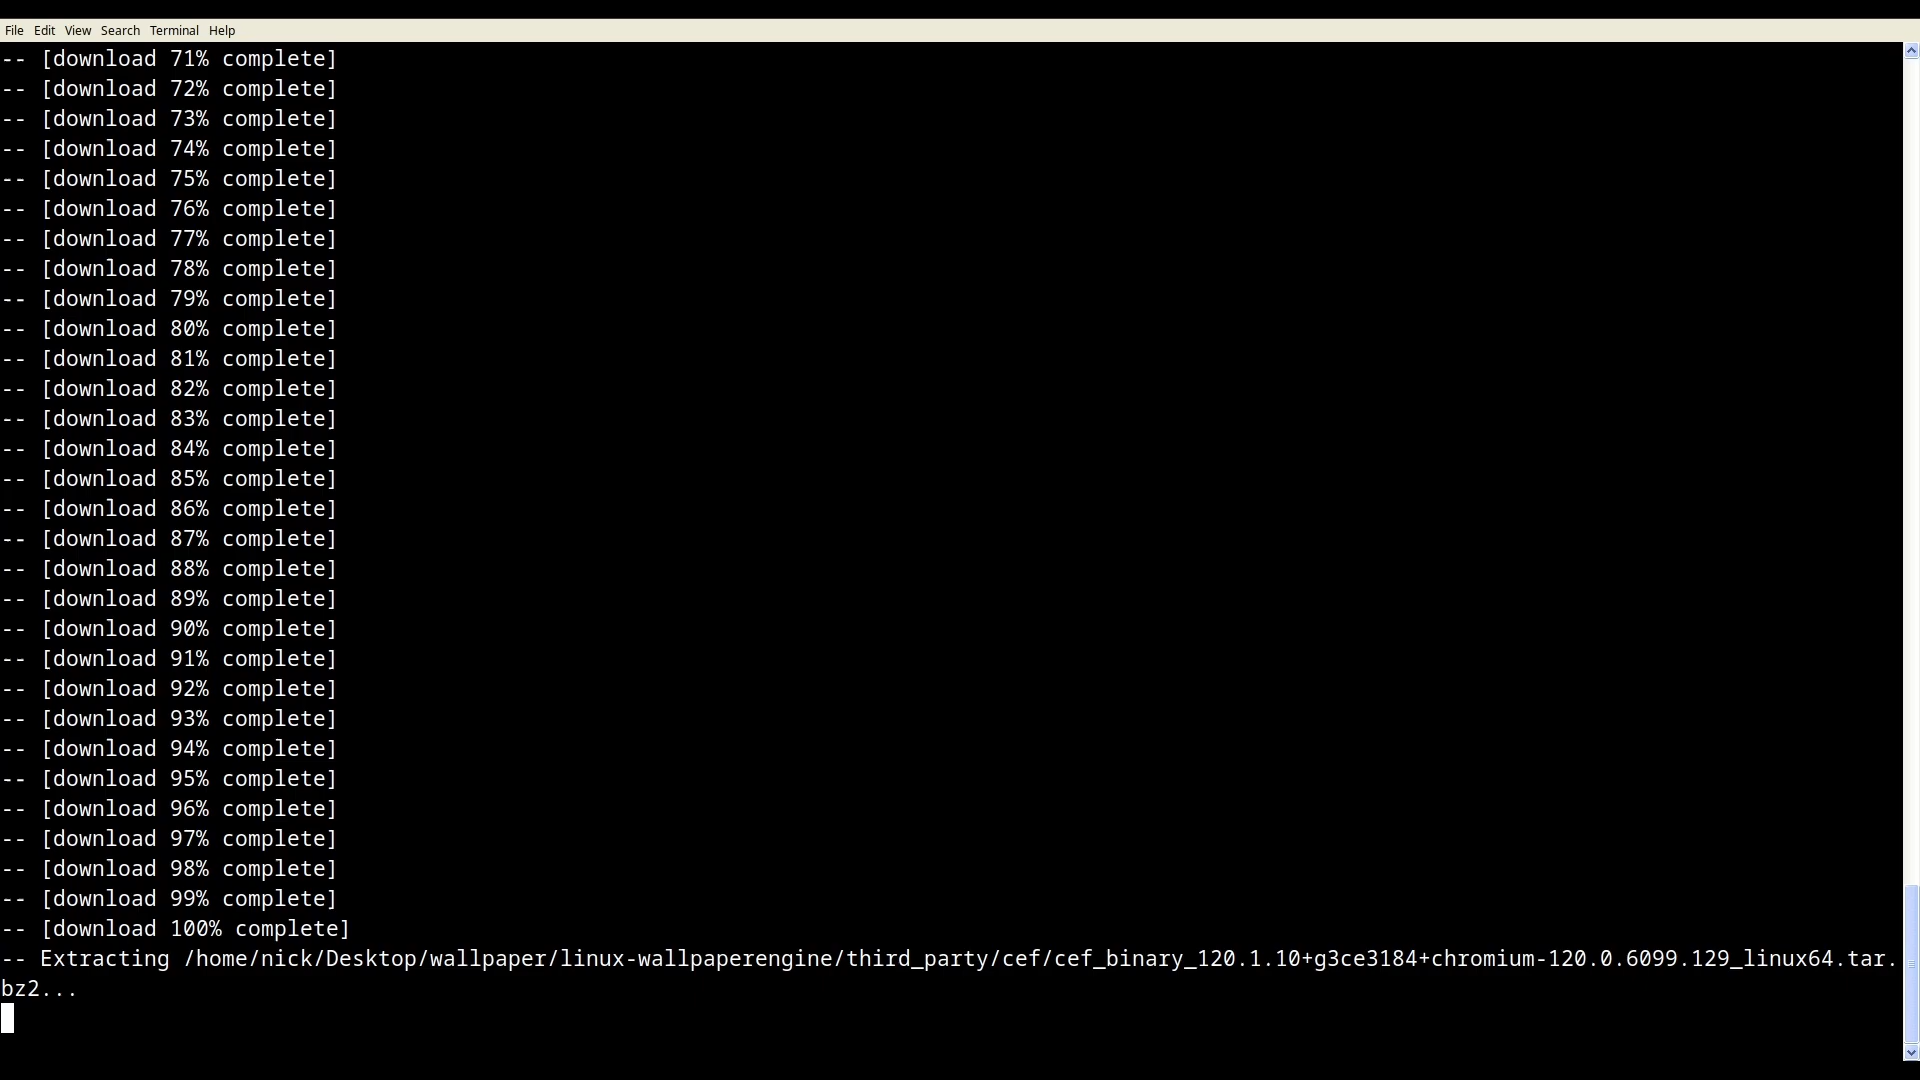 File Edit View Search Terminal Help
-- [download 71% complete]
-- [download 72% complete]
-- [download 73% complete]
-- [download 74% complete]
-- [download 75% complete]
-- [download 76% complete]
-- [download 77% complete]
-- [download 78% complete]
-- [download 79% complete]
-- [download 80% complete]
-- [download 81% complete]
-- [download 82% complete]
-- [download 83% complete]
-- [download 84% complete]
-- [download 85% complete]
-- [download 86% complete]
-- [download 87% complete]
-- [download 88% complete]
-- [download 89% complete]
-- [download 90% complete]
-- [download 91% complete]
-- [download 92% complete]
-- [download 93% complete]
-- [download 94% complete]
-- [download 95% complete]
-- [download 96% complete]
-- [download 97% complete]
-- [download 98% complete]
-- [download 99% complete]
-- [download 100% complete]
-- Extracting /home/nick/Desktop/wallpaper/linux-wallpaperengine/third_party/cef/cef_binary_120.1.10+g3ce3184+chromium-120.0.6099.129_linux64.tar.
bz2...